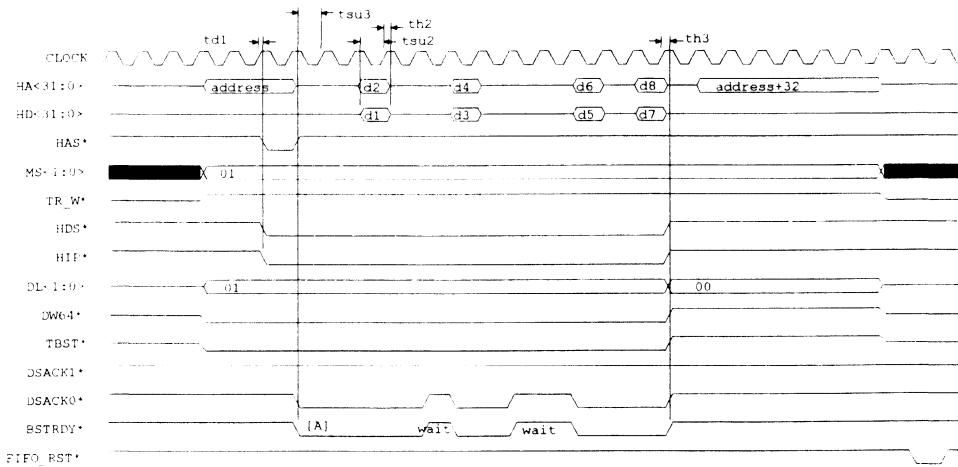 tsu3
th2
td1
tsu2
th3
CLOCK
HA<31:0>
address
d2
d4
d6
d8
address+32
HD<31:0>
d1
d3
d5
d7
HAS*
MS<1:0>
01
TR_W*
HDS*
HIP*
DL<1:0>
01
00
DW64*
TBST*
DSACK1*
DSACK0*
BSTRDY*
[A]
wait
wait
FIFO_RST*